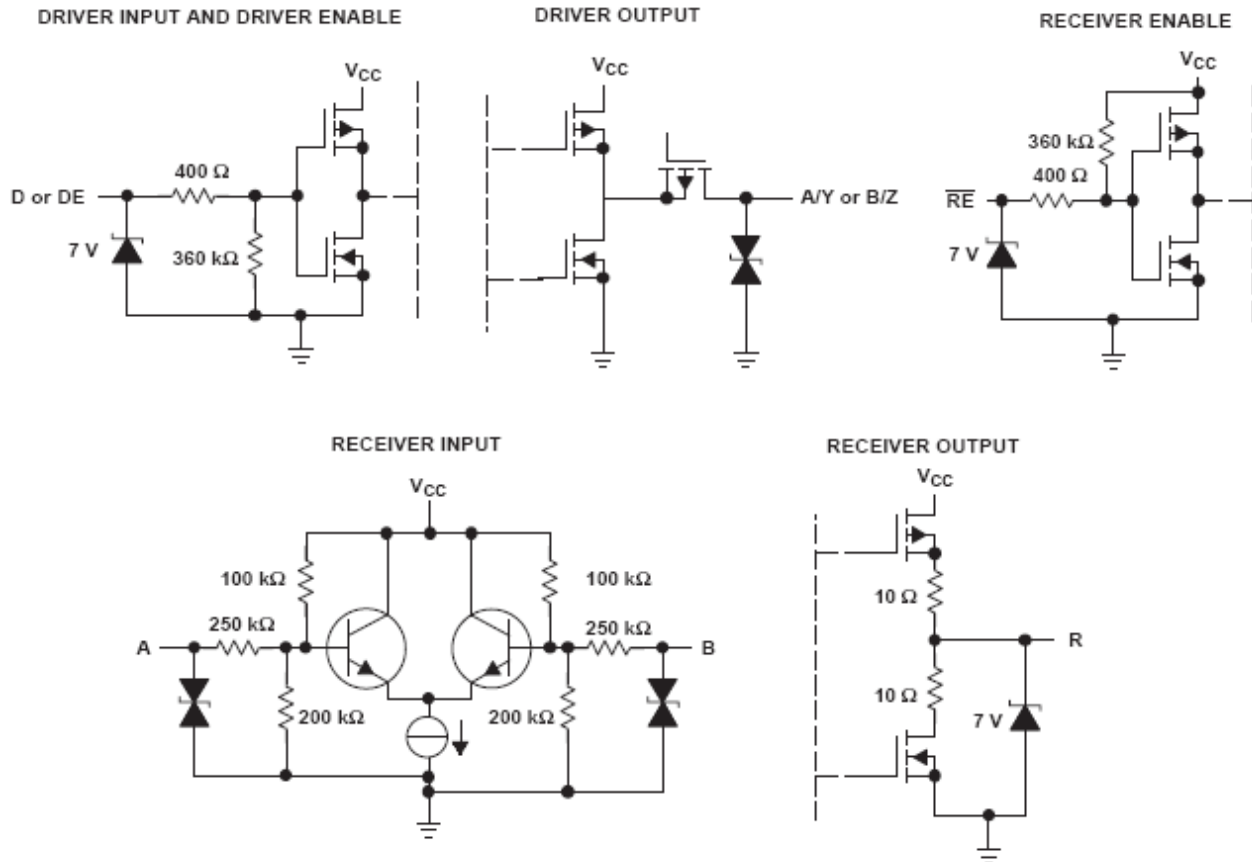 DRIVER INPUT AND DRIVER ENABLE
DRIVER OUTPUT
RECEIVER ENABLE
VCC
400 Ω
D or DE
7 V
360 kΩ
VCC
A/Y or B/Z
VCC
360 kΩ
400 Ω
R̅E̅
7 V
RECEIVER INPUT
VCC
100 kΩ
100 kΩ
250 kΩ
250 kΩ
A
B
200 kΩ
200 kΩ
RECEIVER OUTPUT
VCC
10 Ω
R
10 Ω
7 V